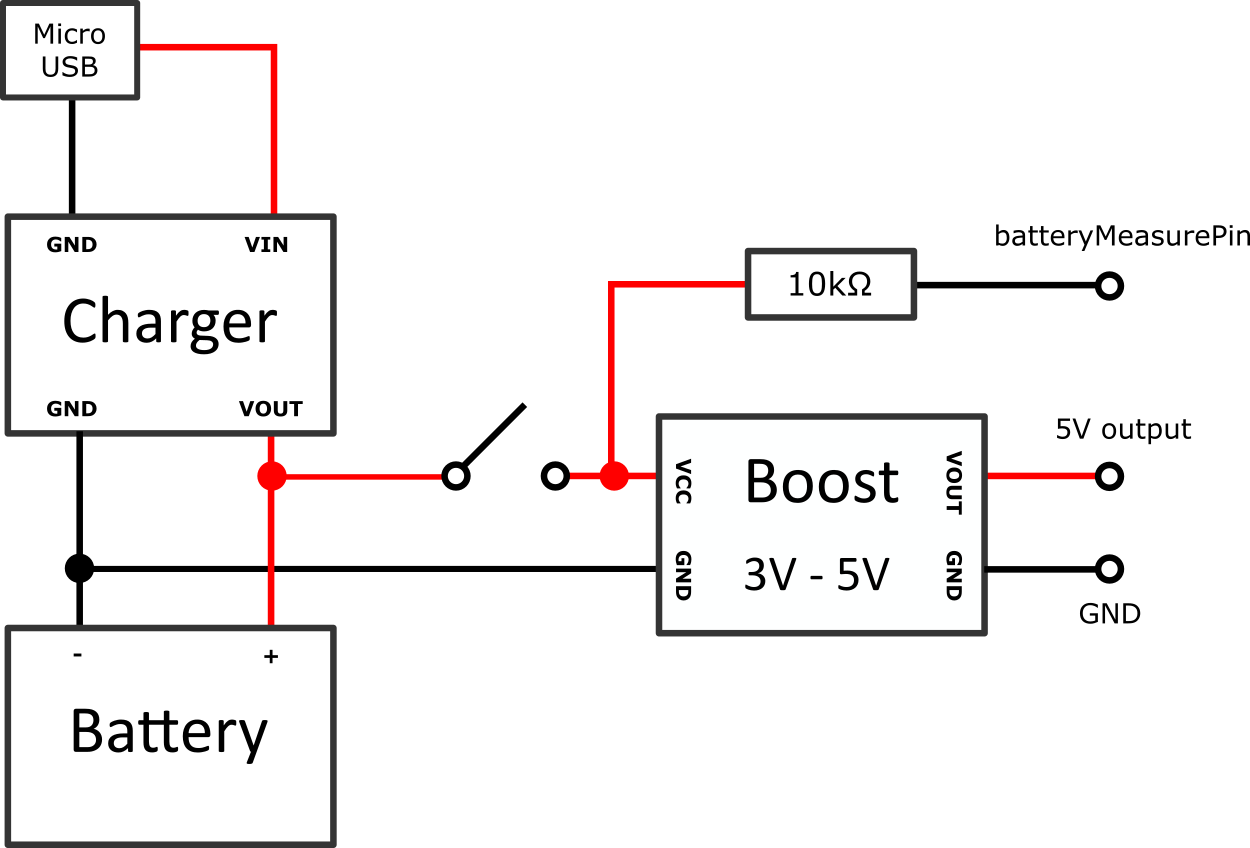 Micro
USB
GND
VIN
Charger
GND
VOUT
batteryMeasurePin
10kΩ
5V output
VCC
Boost
VOUT
GND
3V - 5V
GND
GND
-
+
Battery